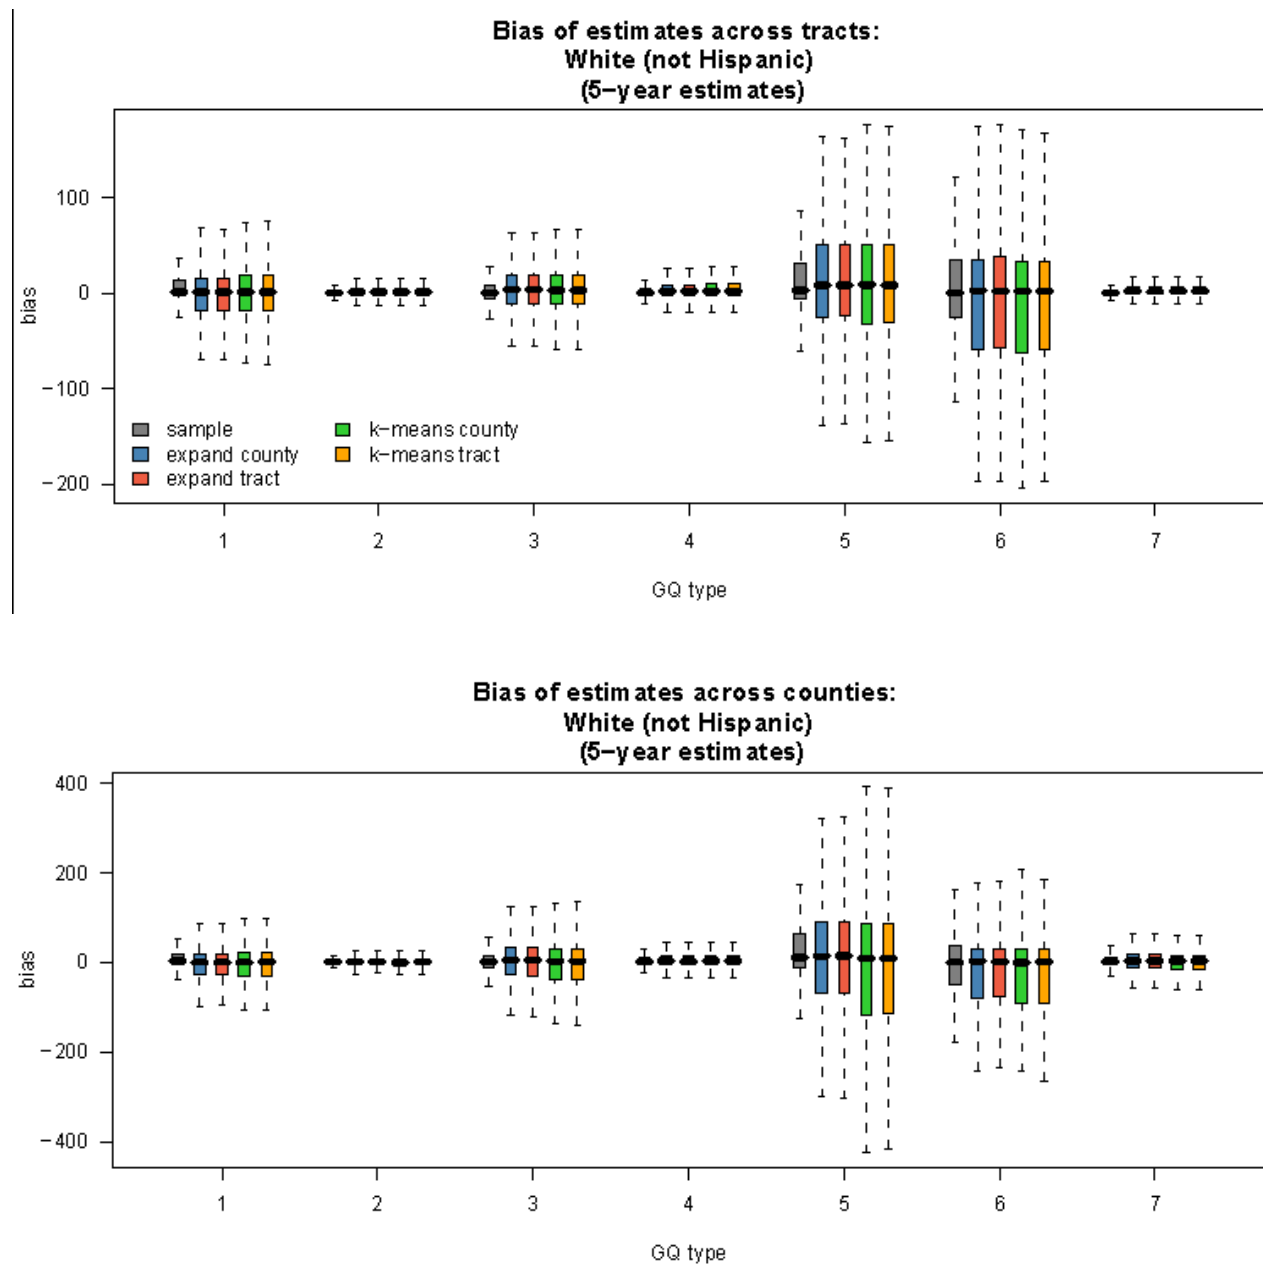 Bias of estimates across tracts:
White (not Hispanic)
(5−year estimates)
bias
100
0
−100
−200
sample
expand county
expand tract
k−means county
k−means tract
1 2 3 4 5 6 7
GQ type
Bias of estimates across counties:
White (not Hispanic)
(5−year estimates)
bias
400
200
0
−200
−400
1 2 3 4 5 6 7
GQ type